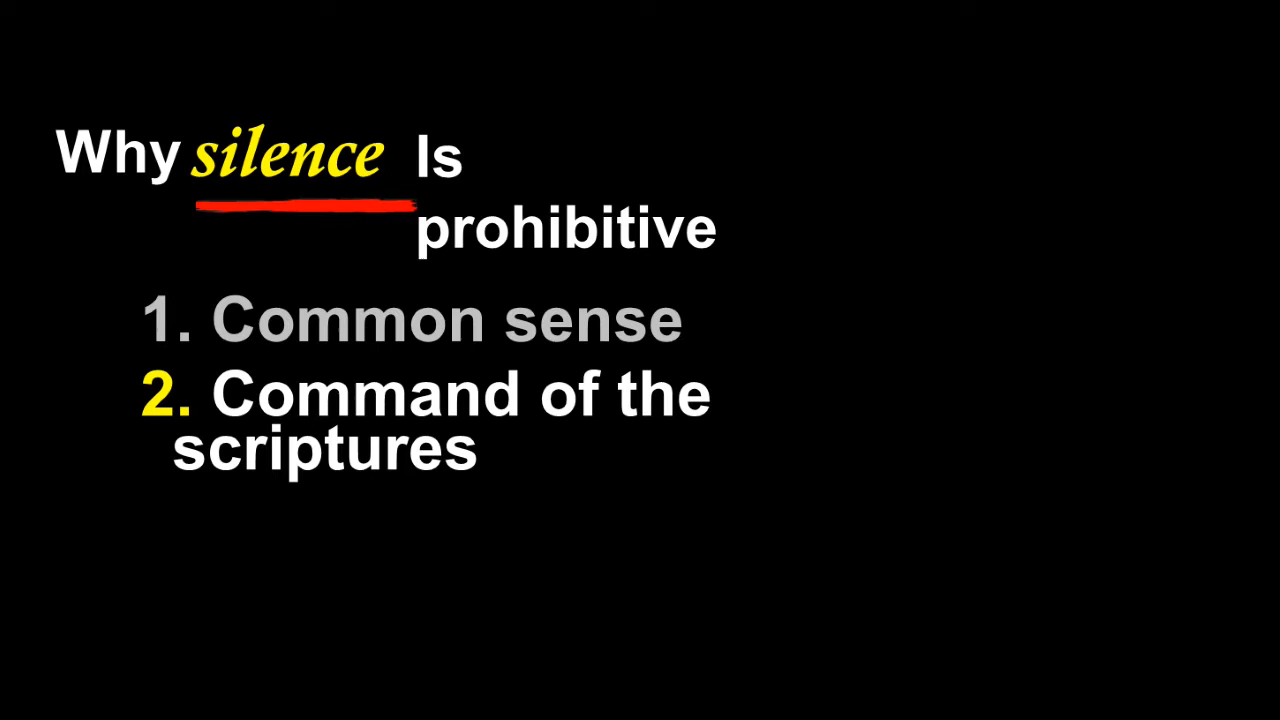 Why silence Is
prohibitive
1. Common sense
2. Command of the
scriptures